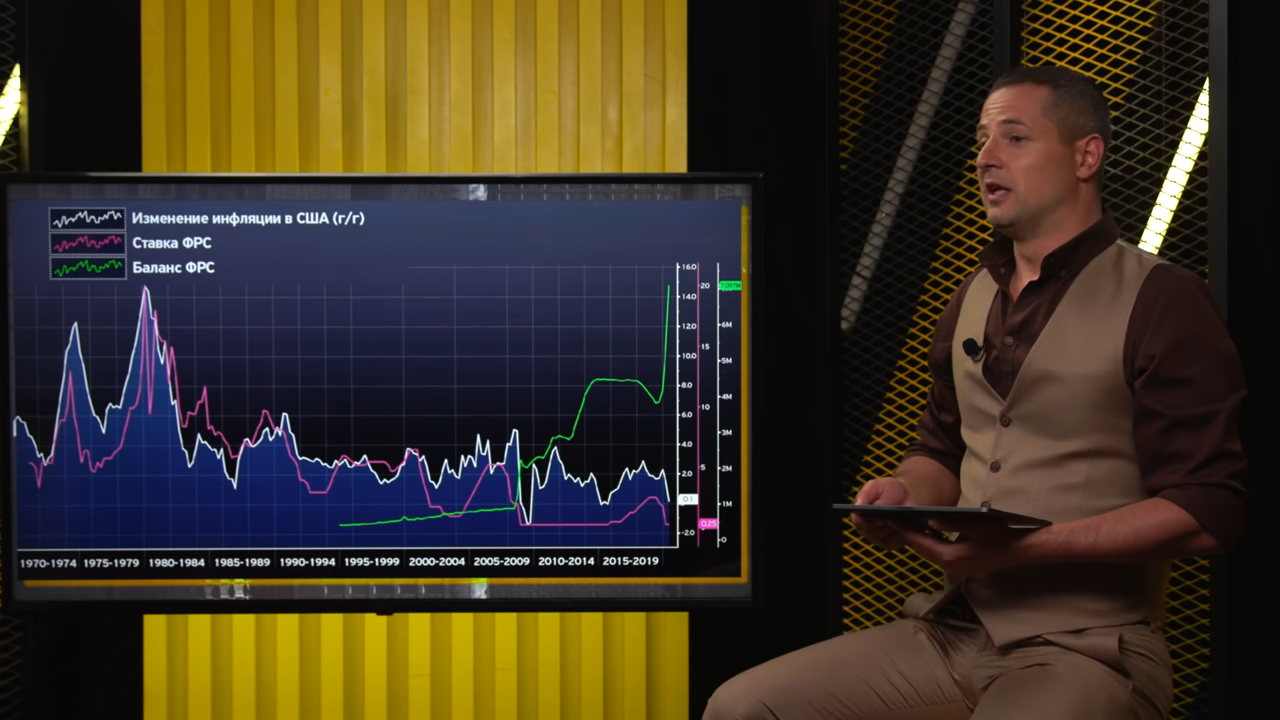 Изменение инфляции в США (г/г)
Ставка ФРС
Баланс ФРС
16.0
14.0
12.0
10.0
8.0
6.0
4.0
2.0
0.1
-2.0
20
15
10
5
0.25
7.097M
6M
5M
4M
3M
2M
1M
0
1970-1974 1975-1979 1980-1984 1985-1989 1990-1994 1995-1999 2000-2004 2005-2009 2010-2014 2015-2019